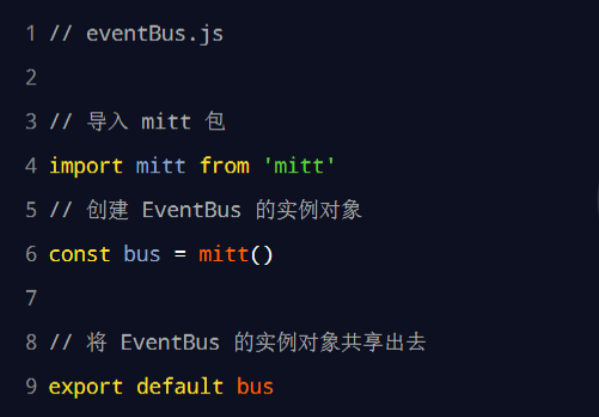 1 // eventBus.js
2
3 // 导入 mitt 包
4 import mitt from 'mitt'
5 // 创建 EventBus 的实例对象
6 const bus = mitt()
7
8 // 将 EventBus 的实例对象共享出去
9 export default bus